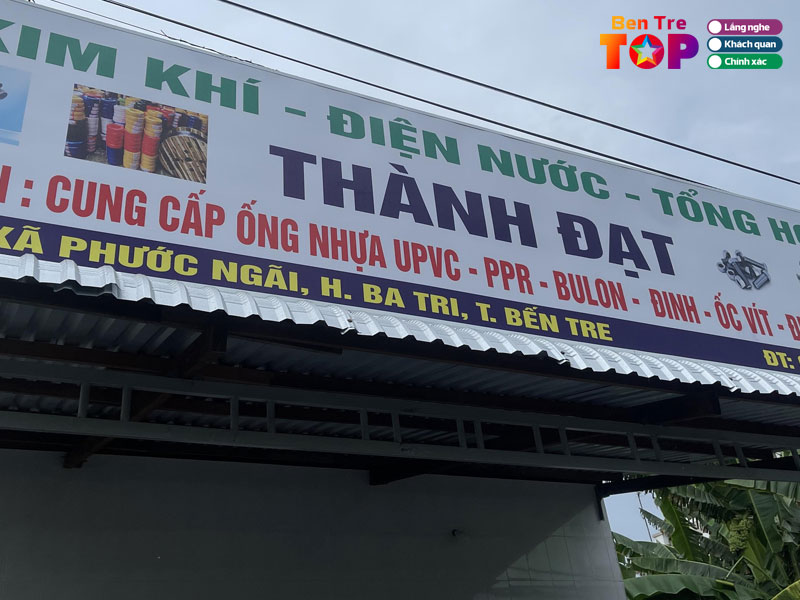 Ben Tre
TOP
Lắng nghe
Khách quan
Chính xác
KIM KHÍ - ĐIỆN NƯỚC - TỔNG
THÀNH ĐẠT
: CUNG CẤP ỐNG NHỰA UPVC - PPR - BULON - ĐINH - ỐC VÍT -
XÃ PHƯỚC NGÃI, H. BA TRI, T. BẾN TRE
ĐT: